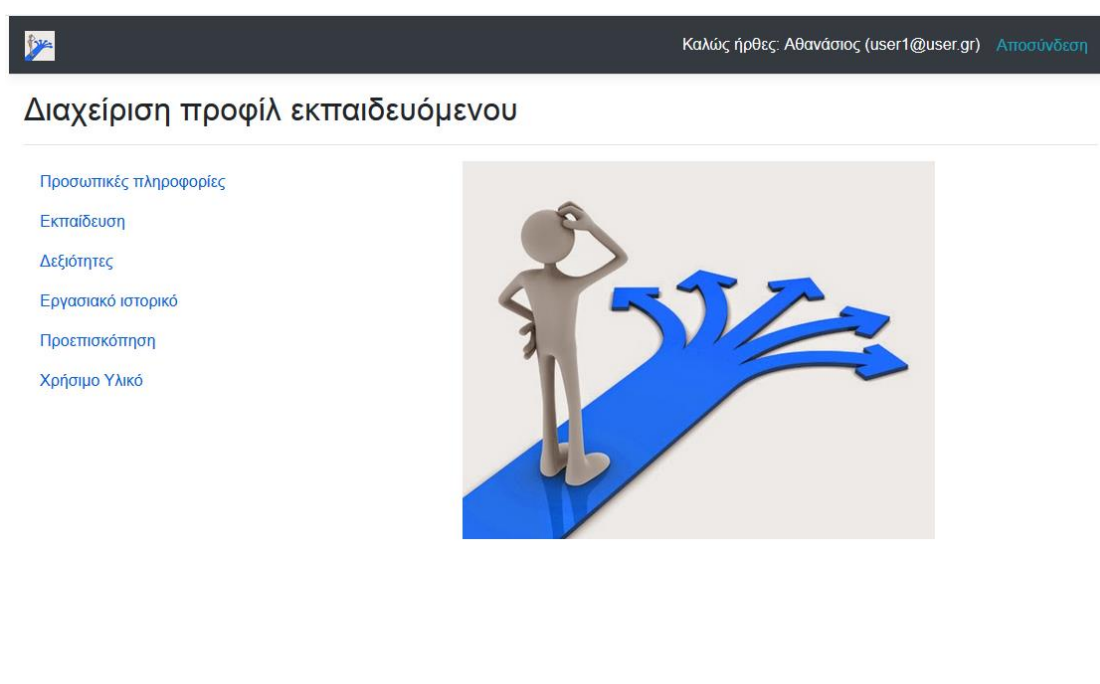 Καλώς ήρθες: Αθανάσιος (user1@user.gr) Αποσύνδεση
Διαχείριση προφίλ εκπαιδευόμενου
Προσωπικές πληροφορίες
Εκπαίδευση
Δεξιότητες
Εργασιακό ιστορικό
Προεπισκόπηση
Χρήσιμο Υλικό